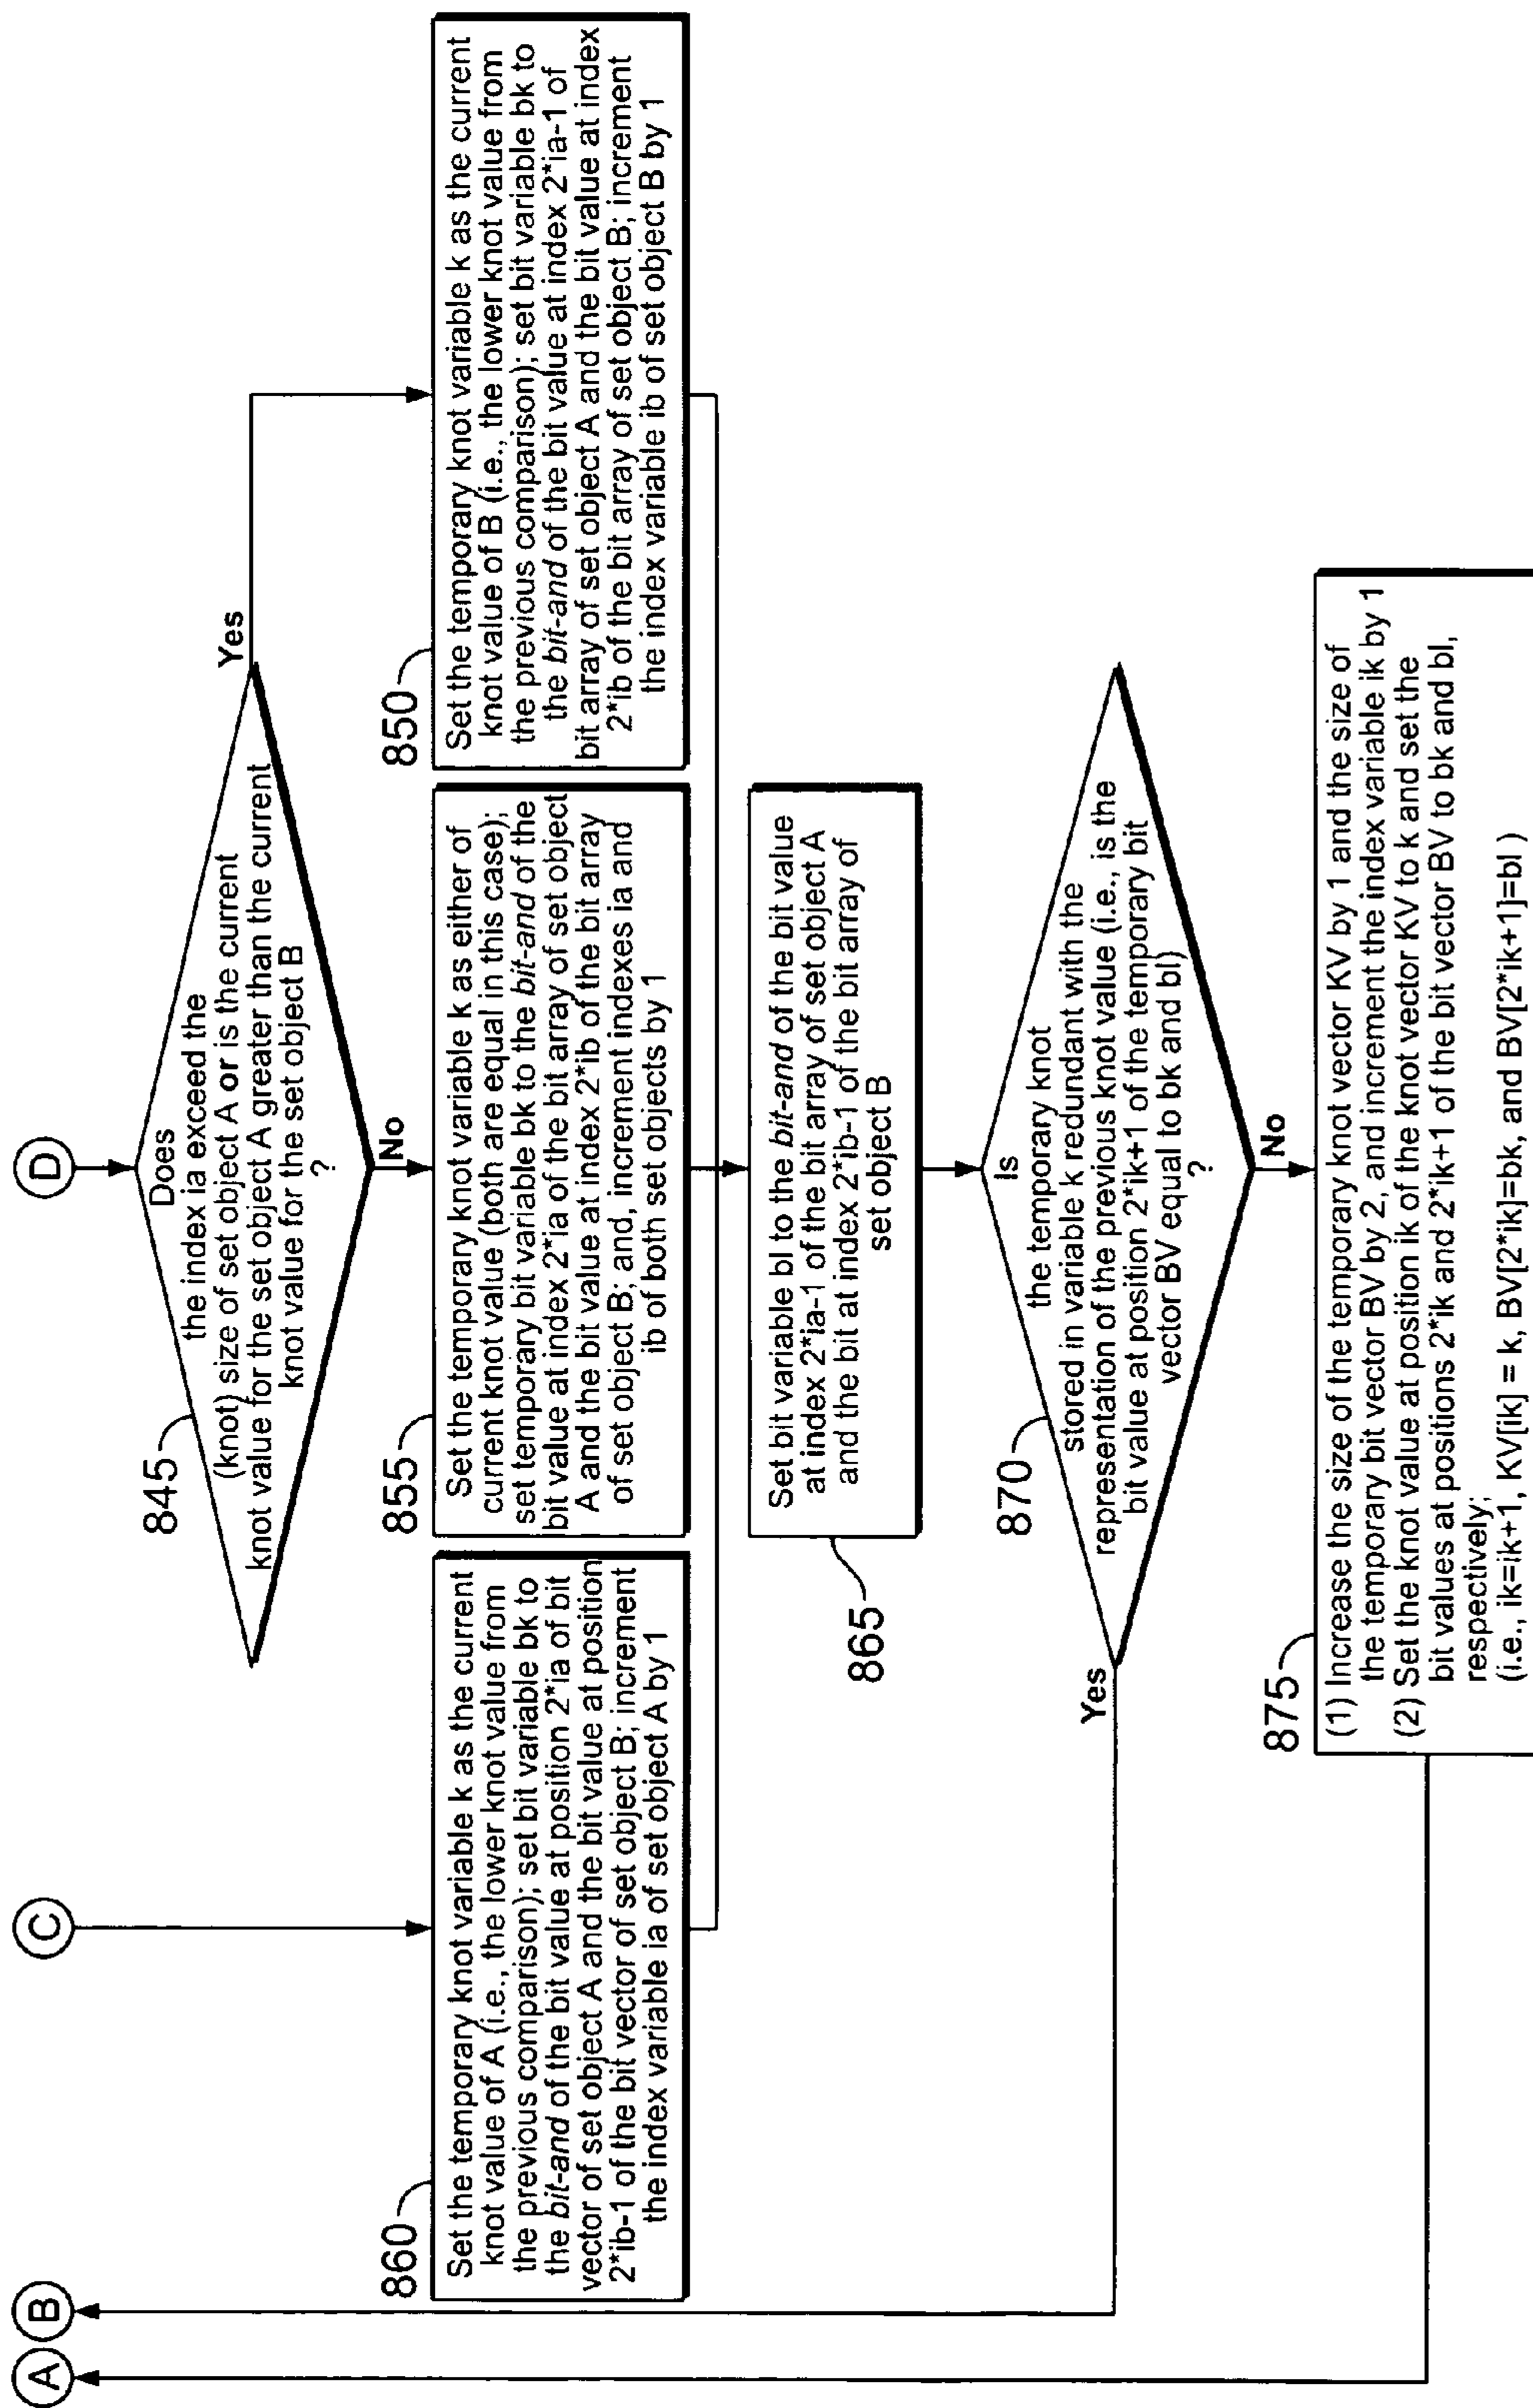 A
B
C
D
845
Does
the index ia exceed the
(knot) size of set object A or is the current
knot value for the set object A greater than the current
knot value for the set object B
?
Yes
No
860
Set the temporary knot variable k as the current
knot value of A (i.e., the lower knot value from
the previous comparison); set bit variable bk to
the bit-and of the bit value at position 2*ia of bit
vector of set object A and the bit value at position
2*ib-1 of the bit vector of set object B; increment
the index variable ia of set object A by 1
855
Set the temporary knot variable k as either of
current knot value (both are equal in this case);
set temporary bit variable bk to the bit-and of the
bit value at index 2*ia of the bit array of set object
A and the bit value at index 2*ib of the bit array
of set object B; and, increment indexes ia and
ib of both set objects by 1
850
Set the temporary knot variable k as the current
knot value of B (i.e., the lower knot value from
the previous comparison); set bit variable bk to
the bit-and of the bit value at index 2*ia-1 of
bit array of set object A and the bit value at index
2*ib of the bit array of set object B; increment
the index variable ib of set object B by 1
865
Set bit variable bl to the bit-and of the bit value
at index 2*ia-1 of the bit array of set object A
and the bit at index 2*ib-1 of the bit array of
set object B
870
Is
the temporary knot
stored in variable k redundant with the
representation of the previous knot value (i.e., is the
bit value at position 2*ik+1 of the temporary bit
vector BV equal to bk and bl)
?
Yes
No
875
(1) Increase the size of the temporary knot vector KV by 1 and the size of
the temporary bit vector BV by 2, and increment the index variable ik by 1
(2) Set the knot value at position ik of the knot vector KV to k and set the
bit values at positions 2*ik and 2*ik+1 of the bit vector BV to bk and bl,
respectively;
(i.e., ik=ik+1, KV[ik] = k, BV[2*ik]=bk, and BV[2*ik+1]=bl )